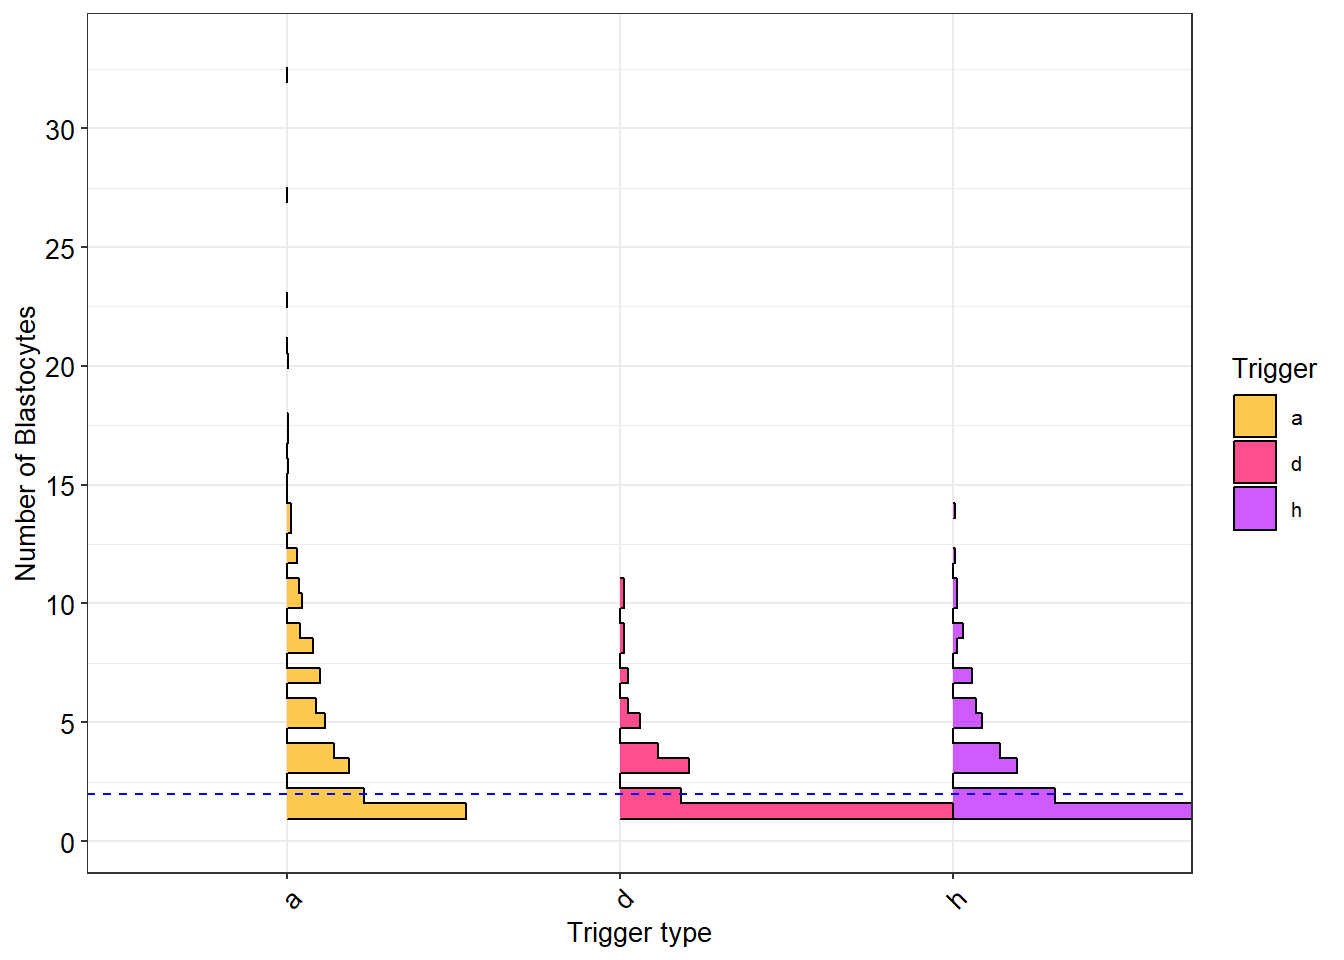 Number of Blastocytes
30
25
20
15
10
5
0
a
d
h
Trigger type
Trigger
a
d
h